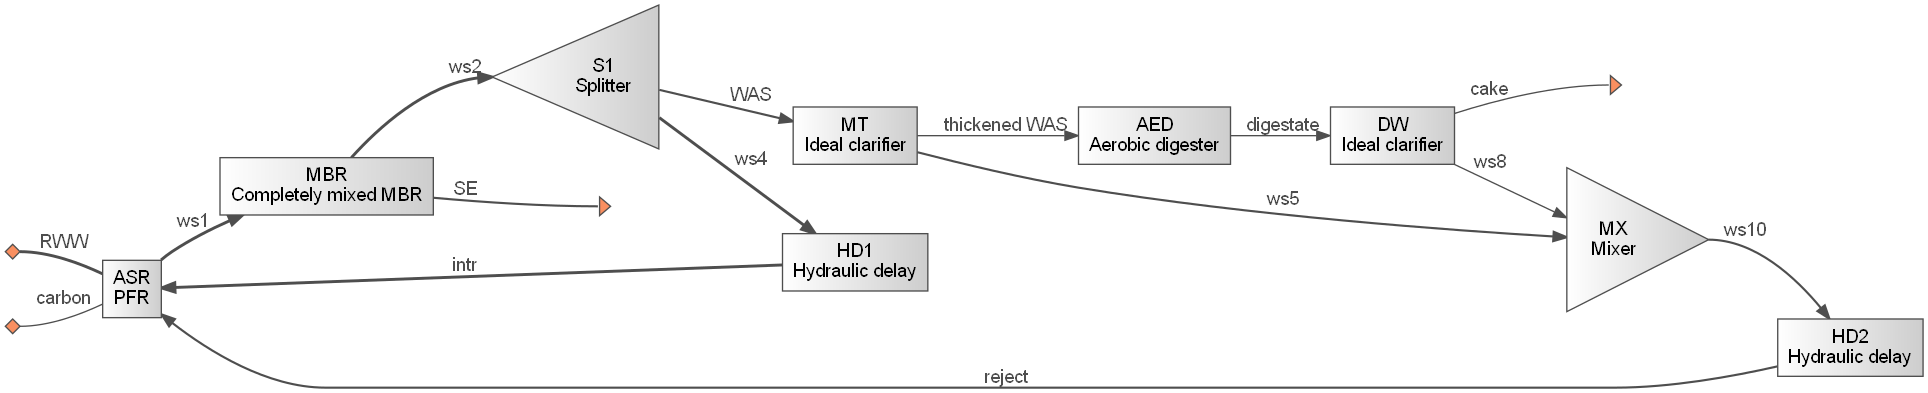 S1
Splitter
ws2
WAS
cake
MT
Ideal clarifier
thickened WAS
AED
Aerobic digester
digestate
DW
Ideal clarifier
ws4
ws8
MBR
Completely mixed MBR
SE
ws5
ws1
MX
Mixer
ws10
RWW
HD1
Hydraulic delay
intr
ASR
PFR
carbon
HD2
Hydraulic delay
reject